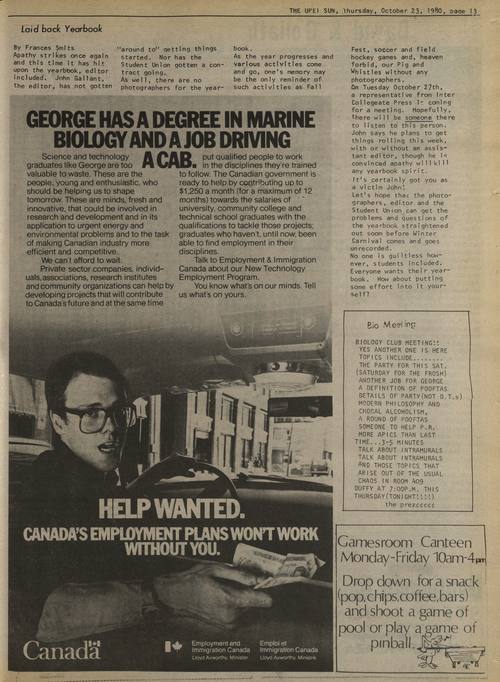 THE UPEI SUN, Thursday, October 23, 1980, page 13
Laid back Yearbook
By Frances Smits
Apathy strikes once again
and this time it has hit
upon the yearbook, editor
included. John Gallant,
the editor, has not gotten
"around to" getting things
started. Nor has the
Student Union gotten a con-
tract going.
As well, there are no
photographers for the year-
book.
As the year progresses and
various activities come
and go, one's memory may
be the only reminder of
such activities as Fall
Fest, soccer and field
hockey games and, heaven
forbid, our Pig and
Whistles without any
photographers.
On Tuesday October 27th,
a representative from Inter
Collegeate Press is coming
for a meeting. Hopefully,
there will be someone there
to listen to this person.
John says he plans to get
things rolling this week,
with or without an assis-
tant editor, though he is
convinced apathy will kill
any yearbook spirit.
It's certainly got you as
a victim John!
Let's hope that the photo-
graphers, editor and the
Student Union can get the
problems and questions of
the yearbook straightened
out soon before Winter
Carnival comes and goes
unrecorded.
No one is guiltless how-
ever, students included.
Everyone wants their year-
book. How about putting
some effort into it your-
self?
GEORGE HAS A DEGREE IN MARINE
BIOLOGY AND A JOB DRIVING
A CAB.
Science and technology
graduates like George are too
valuable to waste. These are the
people, young and enthusiastic, who
should be helping us to shape
tomorrow. These are minds, fresh and
innovative, that could be involved in
research and development and in its
application to urgent energy and
environmental problems and to the task
of making Canadian industry more
efficient and competitive.
We can't afford to wait.
Private sector companies, individ-
uals, associations, research institutes
and community organizations can help by
developing projects that will contribute
to Canada's future and at the same time
put qualified people to work
in the disciplines they're trained
to follow. The Canadian government is
ready to help by contributing up to
$1,250 a month (for a maximum of 12
months) towards the salaries of
university, community college and
technical school graduates with the
qualifications to tackle those projects;
graduates who haven't, until now, been
able to find employment in their
disciplines.
Talk to Employment & Immigration
Canada about our New Technology
Employment Program.
You know what's on our minds. Tell
us what's on yours.
HELP WANTED.
CANADA'S EMPLOYMENT PLANS WON'T WORK
WITHOUT YOU.
Canada
Employment and
Immigration Canada
Lloyd Axworthy, Minister
Emploi et
Immigration Canada
Lloyd Axworthy, Ministre
Bio Meeting
BIOLOGY CLUB MEETING!!
YES ANOTHER ONE IS HERE
TOPICS INCLUDE........
THE PARTY FOR THIS SAT.
(SATURDAY FOR THE FROSH)
ANOTHER JOB FOR GEORGE
A DEFINITION OF POOFTAS
DETAILS OF PARTY(NOT D.T.s)
MODERN PHILOSOPHY AND
CHORAL ALCOHOLISM,
A ROUND OF POOFTAS
SOMEONE TO HELP P.R.
MORE APICS THAN LAST
TIME...3-5 MINUTES
TALK ABOUT INTRAMURALS
TALK ABOUT INTRAMURALS
AND THOSE TOPICS THAT
ARISE OUT OF THE USUAL
CHAOS IN ROOM 409
DUFFY AT 7:00P.M. THIS
THURSDAY(TONIGHT!!!!)
the prezccccc
Gamesroom Canteen
Monday-Friday 10am-4pm
Drop down for a snack
(pop,chips,coffee,bars)
and shoot a game of
pool or play a game of
pinball.